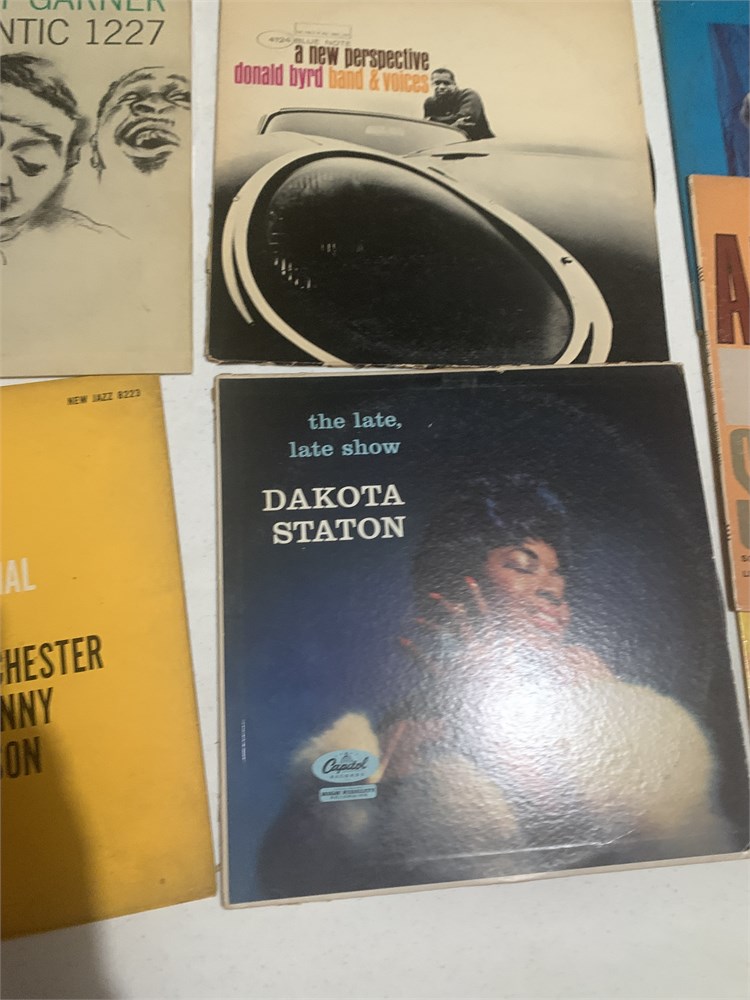 GARNER
NTIC 1227
4124 BLUE NOTE
a new perspective
donald byrd band & voices
NEW JAZZ 8223
AL
CHESTER
NNY
ON
the late,
late show
DAKOTA
STATON
Capitol
RECORDS
A